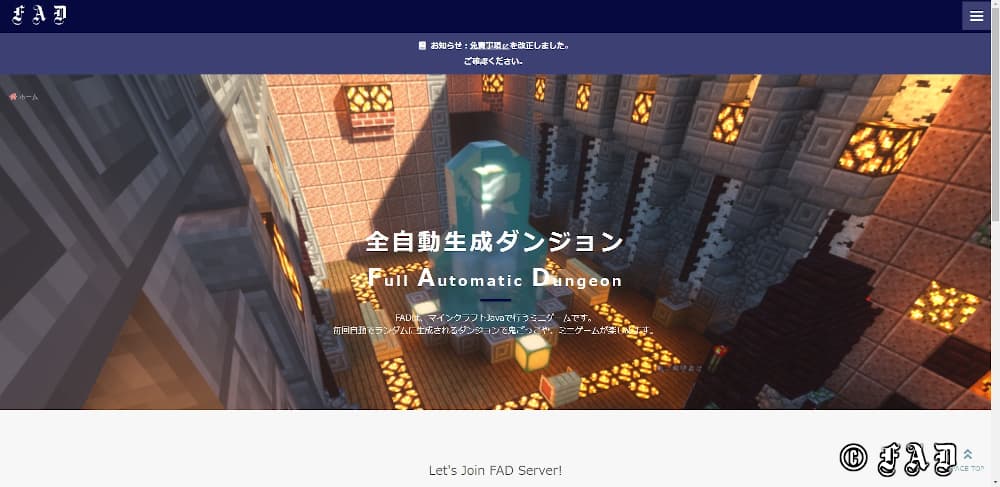 FAD
お知らせ：免責事項を改正しました。
ご確認ください。
ホーム
全自動生成ダンジョン
Full Automatic Dungeon
FADは、マインクラフトJavaで行うミニゲームです。
毎回自動でランダムに生成されるダンジョンで鬼ごっこや、ミニゲームが楽しめます。
Let's Join FAD Server!
© FAD
PAGE TOP